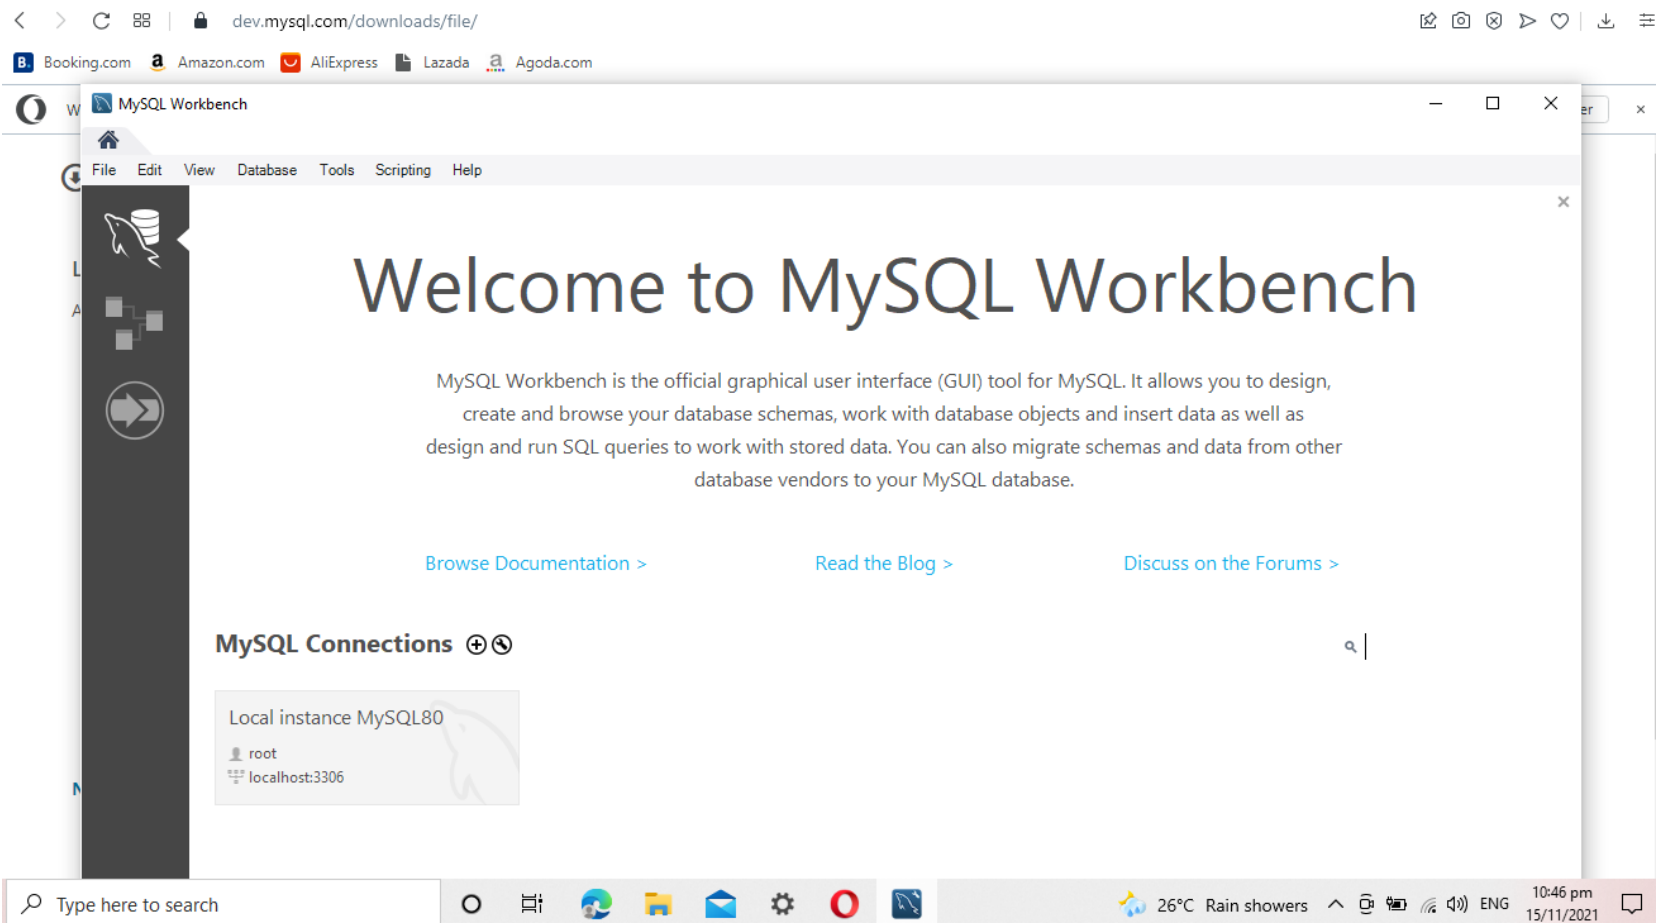 dev.mysql.com/downloads/file/
Booking.com Amazon.com AliExpress Lazada Agoda.com
MySQL Workbench
File Edit View Database Tools Scripting Help
Welcome to MySQL Workbench
MySQL Workbench is the official graphical user interface (GUI) tool for MySQL. It allows you to design,
create and browse your database schemas, work with database objects and insert data as well as
design and run SQL queries to work with stored data. You can also migrate schemas and data from other
database vendors to your MySQL database.
Browse Documentation > Read the Blog > Discuss on the Forums >
MySQL Connections
Local instance MySQL80
root
localhost:3306
Type here to search 26°C Rain showers ENG 10:46 pm
15/11/2021